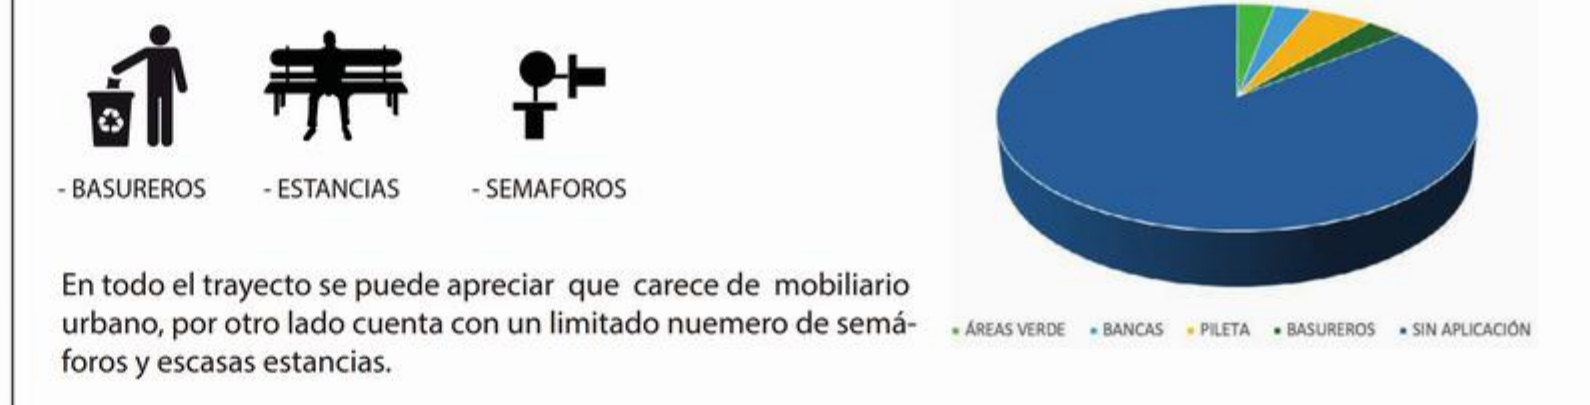 - BASUREROS - ESTANCIAS - SEMAFOROS
En todo el trayecto se puede apreciar que carece de mobiliario
urbano, por otro lado cuenta con un limitado nuemero de semá-
foros y escasas estancias.
ÁREAS VERDE BANCAS PILETA BASUREROS SIN APLICACIÓN